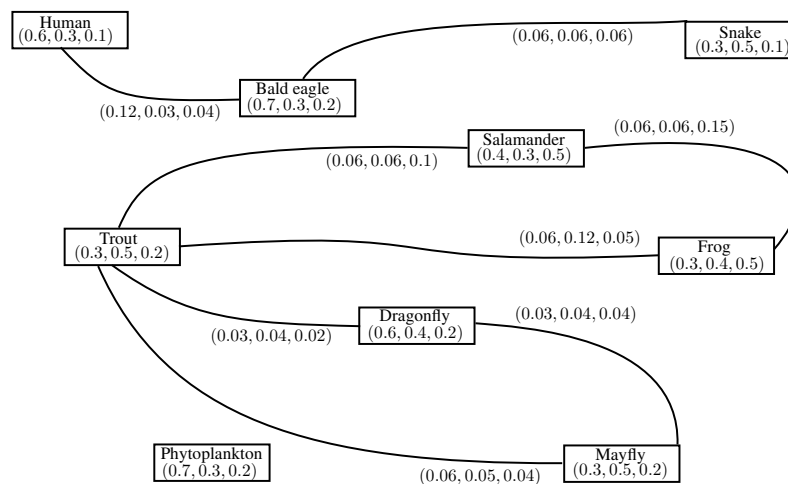 Human
(0.6, 0.3, 0.1)
(0.06, 0.06, 0.06)
Snake
(0.3, 0.5, 0.1)
Bald eagle
(0.7, 0.3, 0.2)
(0.12, 0.03, 0.04)
Salamander
(0.4, 0.3, 0.5)
(0.06, 0.06, 0.15)
(0.06, 0.06, 0.1)
Trout
(0.3, 0.5, 0.2)
(0.06, 0.12, 0.05)
Frog
(0.3, 0.4, 0.5)
Dragonfly
(0.6, 0.4, 0.2)
(0.03, 0.04, 0.04)
(0.03, 0.04, 0.02)
Phytoplankton
(0.7, 0.3, 0.2)
Mayfly
(0.3, 0.5, 0.2)
(0.06, 0.05, 0.04)